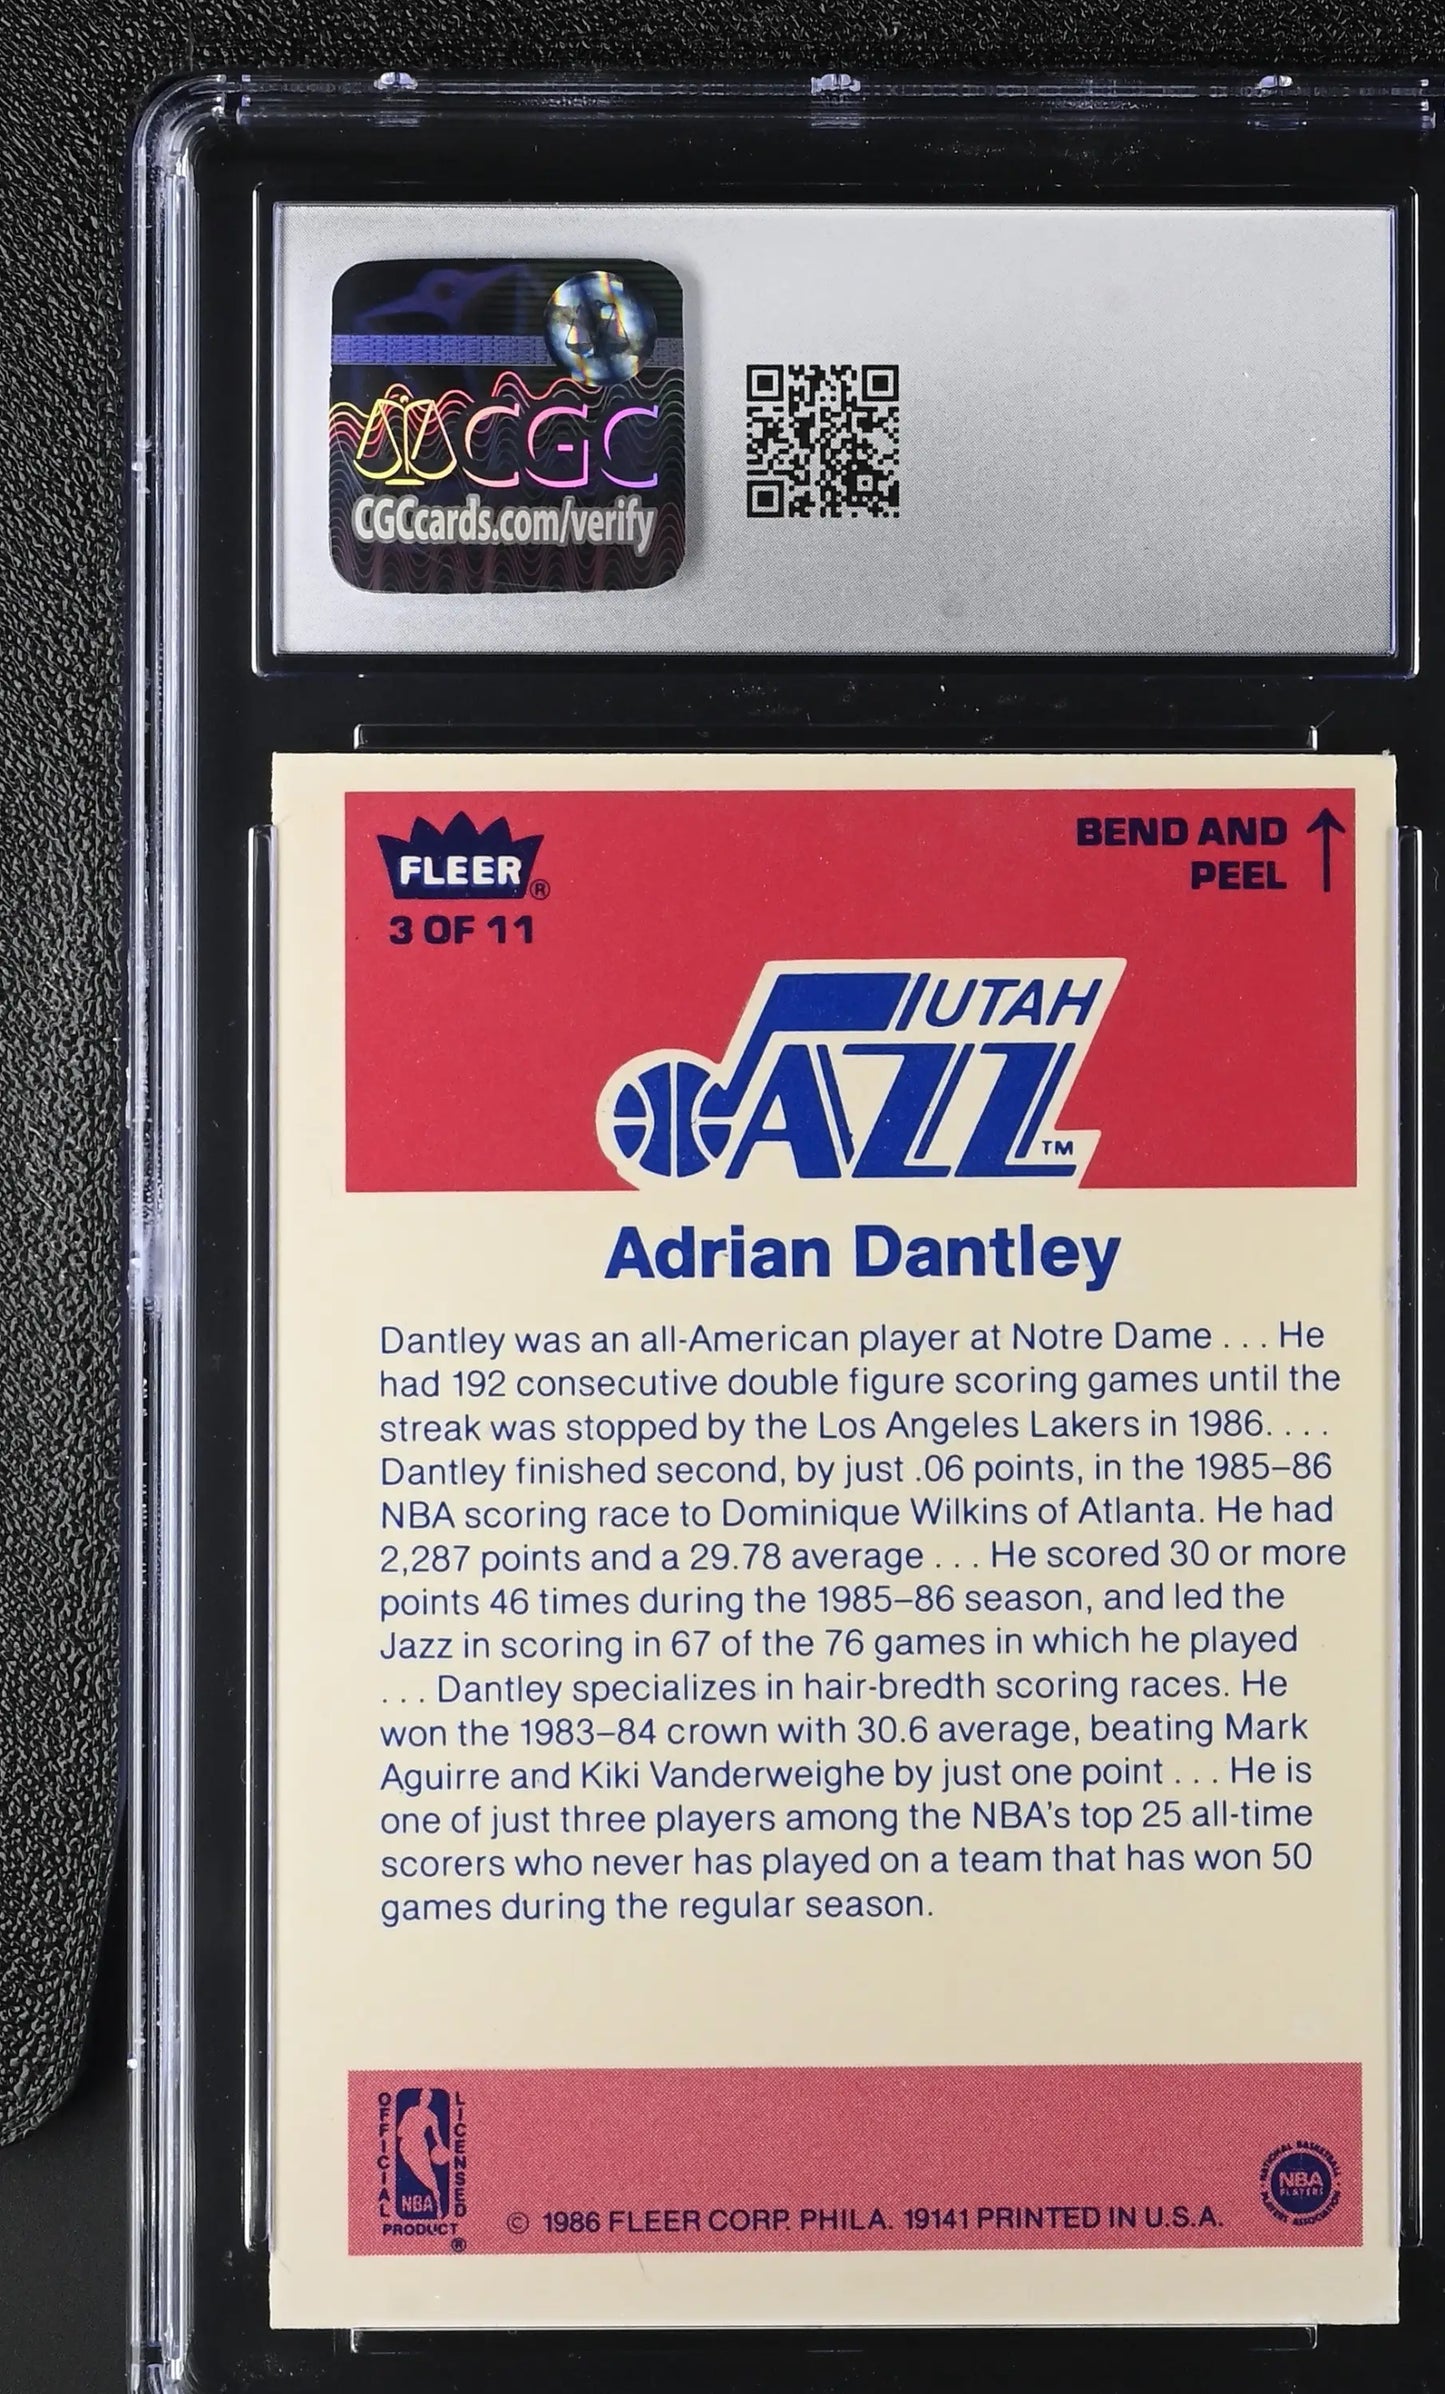 CGC
CGCcards.com/verify
FLEER®
3 OF 11
BEND AND
PEEL
UTAH
JAZZ
TM
Adrian Dantley
Dantley was an all-American player at Notre Dame . . . He
had 192 consecutive double figure scoring games until the
streak was stopped by the Los Angeles Lakers in 1986. . . .
Dantley finished second, by just .06 points, in the 1985–86
NBA scoring race to Dominique Wilkins of Atlanta. He had
2,287 points and a 29.78 average . . . He scored 30 or more
points 46 times during the 1985–86 season, and led the
Jazz in scoring in 67 of the 76 games in which he played
. . . Dantley specializes in hair-bredth scoring races. He
won the 1983–84 crown with 30.6 average, beating Mark
Aguirre and Kiki Vanderweighe by just one point . . . He is
one of just three players among the NBA's top 25 all-time
scorers who never has played on a team that has won 50
games during the regular season.
OFFICIAL
NBA
LICENSED
PRODUCT
®
© 1986 FLEER CORP. PHILA. 19141 PRINTED IN U.S.A.
NATIONAL BASKETBALL
NBA
PLAYERS
PLAYERS ASSOCIATION